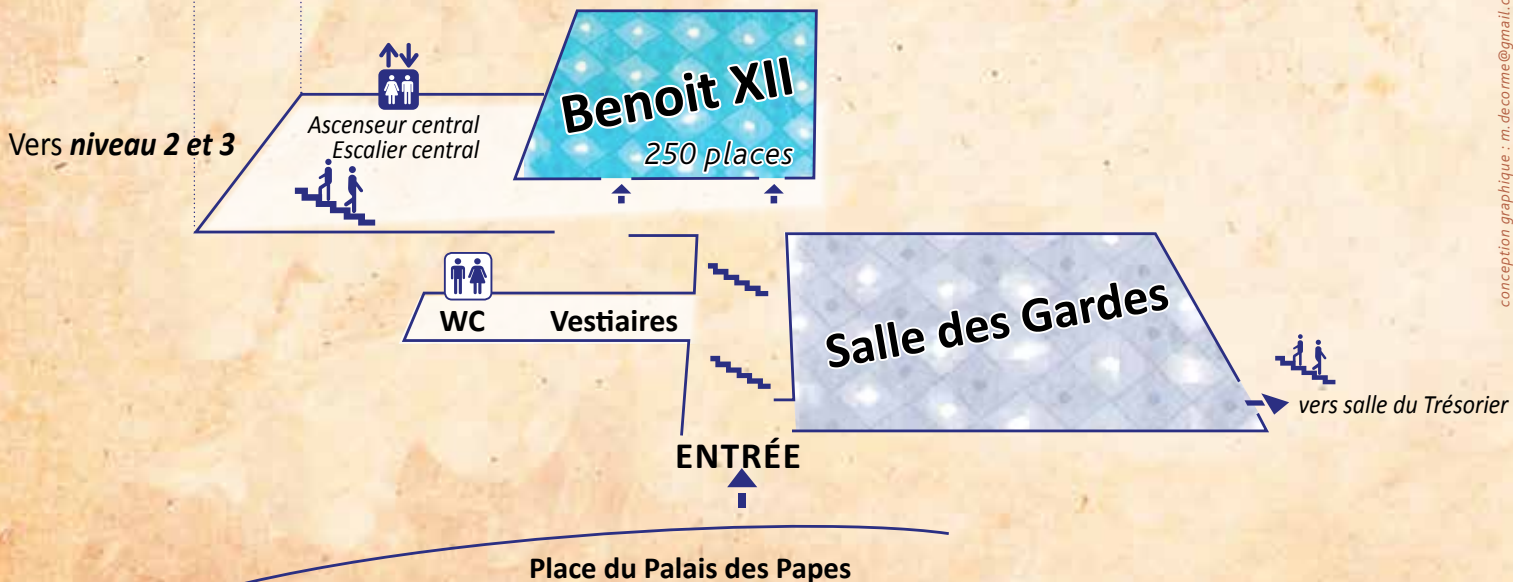 Benoit XII
250 places
Ascenseur central
Escalier central
Vers niveau 2 et 3
WC Vestiaires
Salle des Gardes
vers salle du Trésorier
ENTRÉE
Place du Palais des Papes
conception graphique : m.decorme@gmail.c